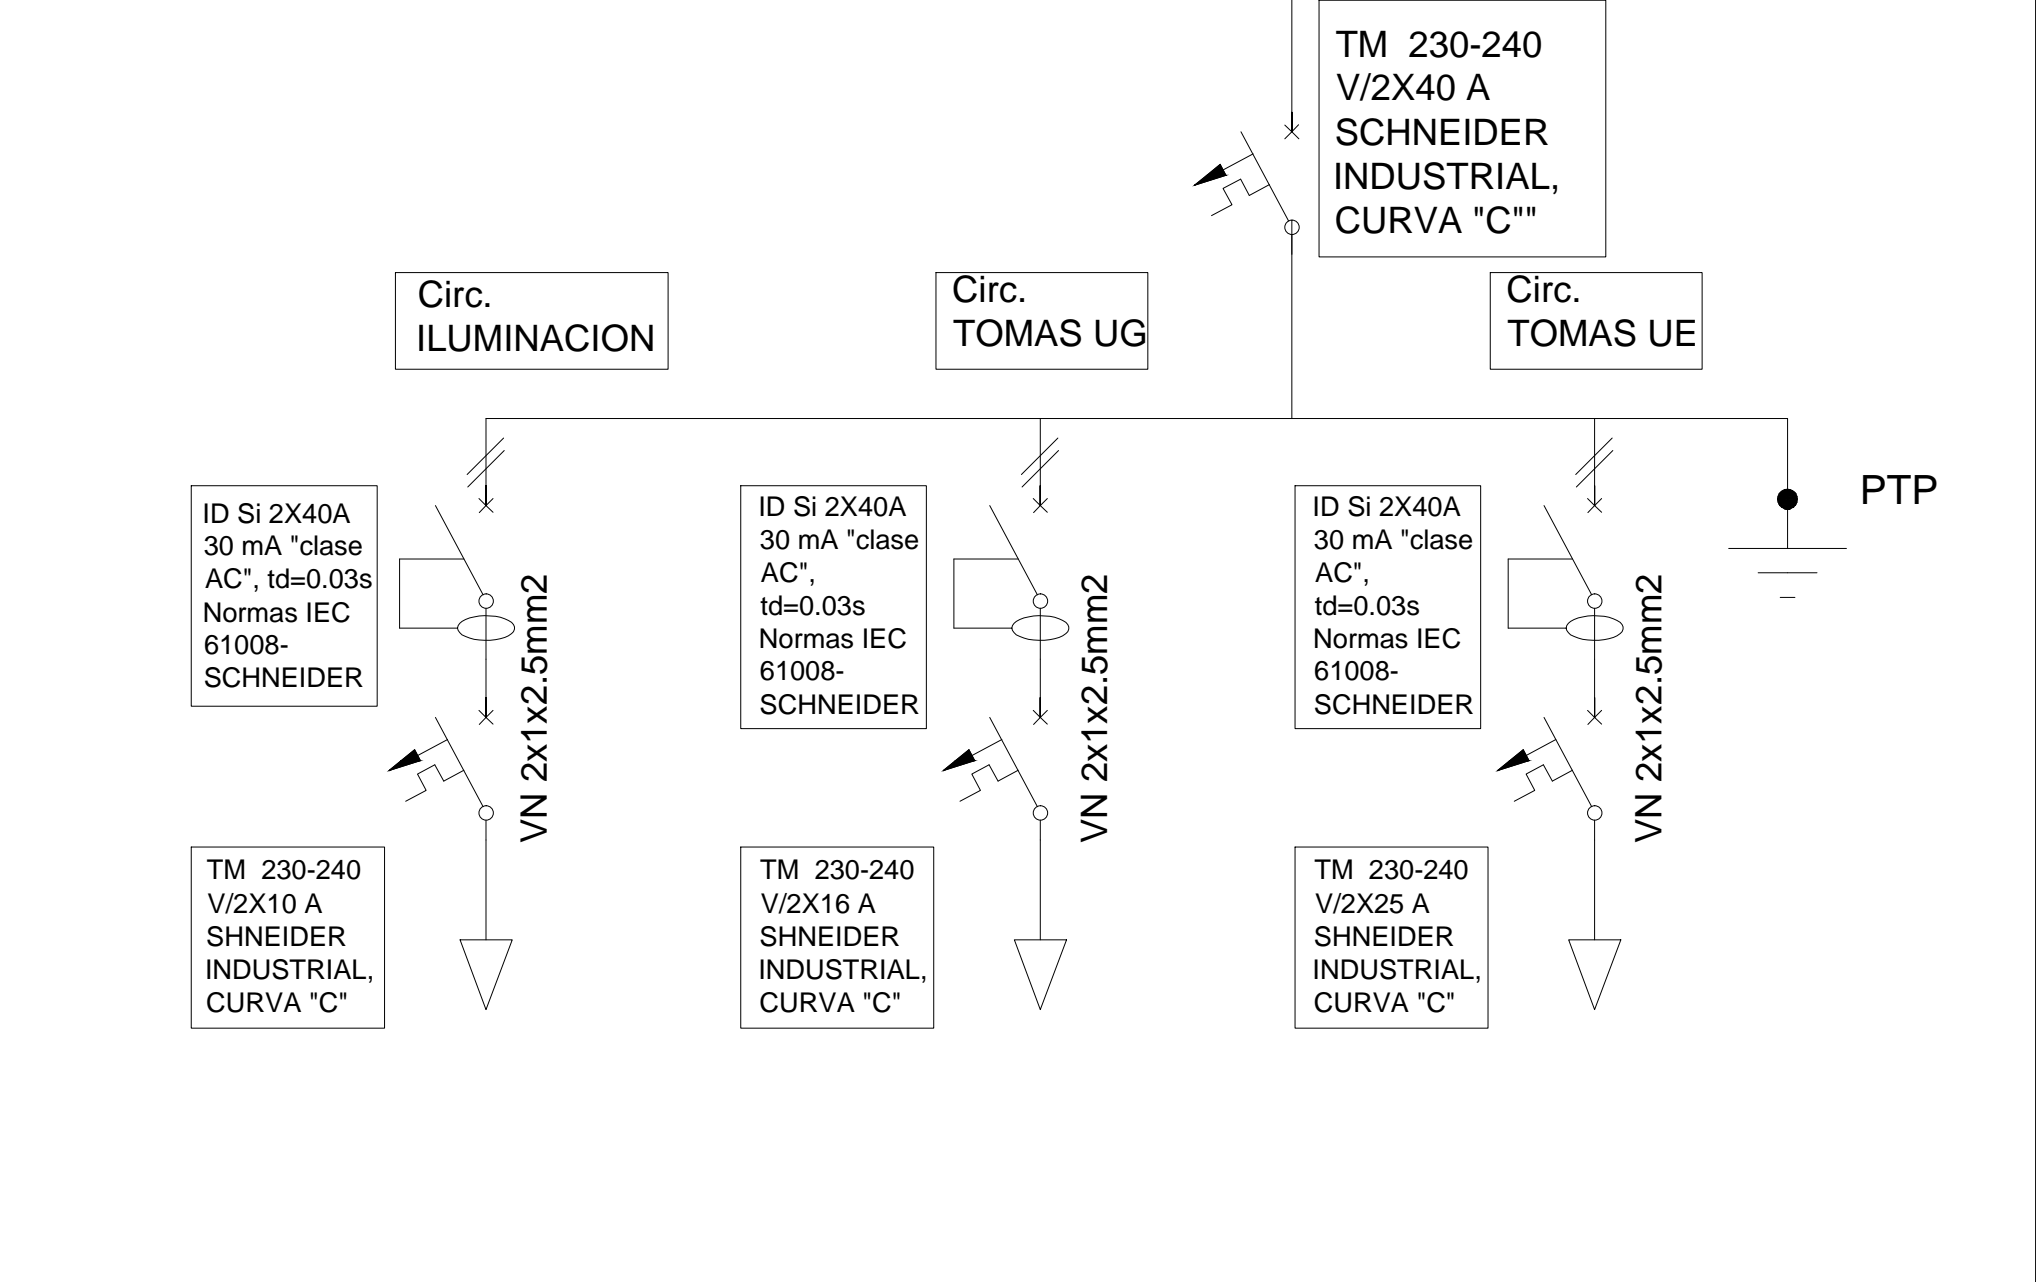 TM  230-240
V/2X40 A
SCHNEIDER
INDUSTRIAL,
CURVA "C""
Circ.
ILUMINACION
Circ.
TOMAS UG
Circ.
TOMAS UE
ID Si 2X40A
30 mA "clase
AC", td=0.03s
Normas IEC
61008-
SCHNEIDER
VN 2x1x2.5mm2
ID Si 2X40A
30 mA "clase
AC",
td=0.03s
Normas IEC
61008-
SCHNEIDER
VN 2x1x2.5mm2
ID Si 2X40A
30 mA "clase
AC",
td=0.03s
Normas IEC
61008-
SCHNEIDER
VN 2x1x2.5mm2
PTP
TM  230-240
V/2X10 A
SHNEIDER
INDUSTRIAL,
CURVA "C"
TM  230-240
V/2X16 A
SHNEIDER
INDUSTRIAL,
CURVA "C"
TM  230-240
V/2X25 A
SHNEIDER
INDUSTRIAL,
CURVA "C"